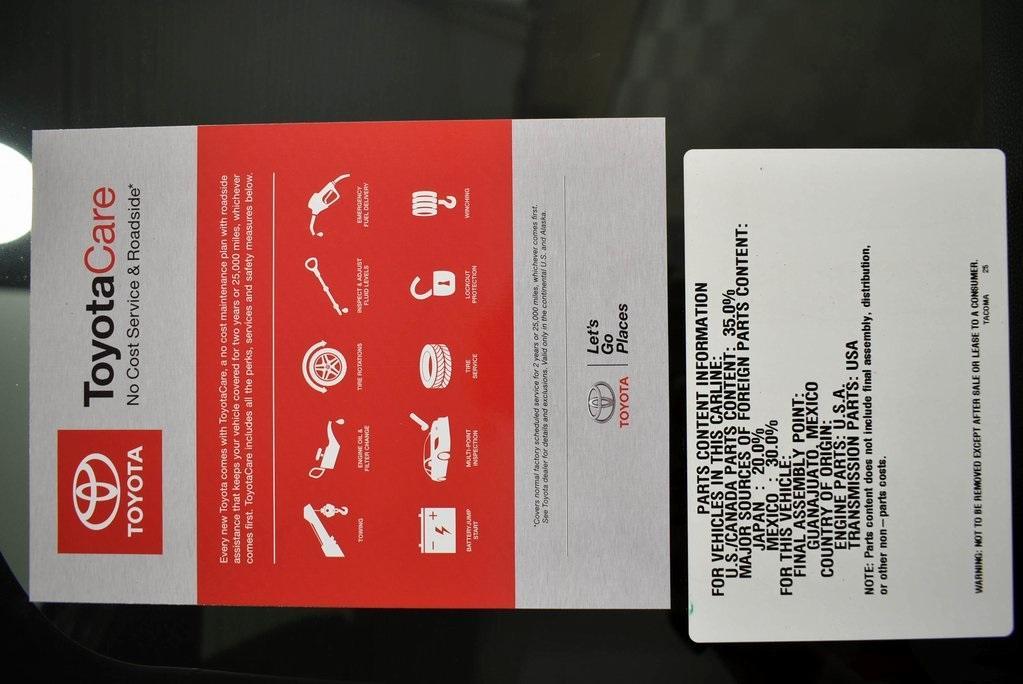 TOYOTA
ToyotaCare
No Cost Service & Roadside*
Every new Toyota comes with ToyotaCare, a no cost maintenance plan with roadside
assistance that keeps your vehicle covered for two years or 25,000 miles, whichever
comes first. ToyotaCare includes all the perks, services and safety measures below.
TOWING
ENGINE OIL &
FILTER CHANGE
TIRE ROTATIONS
INSPECT & ADJUST
FLUID LEVELS
EMERGENCY
FUEL DELIVERY
BATTERY/JUMP
START
MULTI-POINT
INSPECTION
TIRE
SERVICE
LOCKOUT
PROTECTION
WINCHING
*Covers normal factory scheduled service for 2 years or 25,000 miles, whichever comes first.
See Toyota dealer for details and exclusions. Valid only in the continental U.S. and Alaska.
TOYOTA
Let's
Go
Places
PARTS CONTENT INFORMATION
FOR VEHICLES IN THIS CARLINE:
U.S./CANADA PARTS CONTENT: 35.0%
MAJOR SOURCES OF FOREIGN PARTS CONTENT:
JAPAN : 20.0%
MEXICO : 30.0%
FOR THIS VEHICLE:
FINAL ASSEMBLY POINT:
GUANAJUATO, MEXICO
COUNTRY OF ORIGIN:
ENGINE PARTS: U.S.A.
TRANSMISSION PARTS: USA
NOTE: Parts content does not include final assembly, distribution,
or other non-parts costs.
WARNING: NOT TO BE REMOVED EXCEPT AFTER SALE OR LEASE TO A CONSUMER.
TACOMA 25